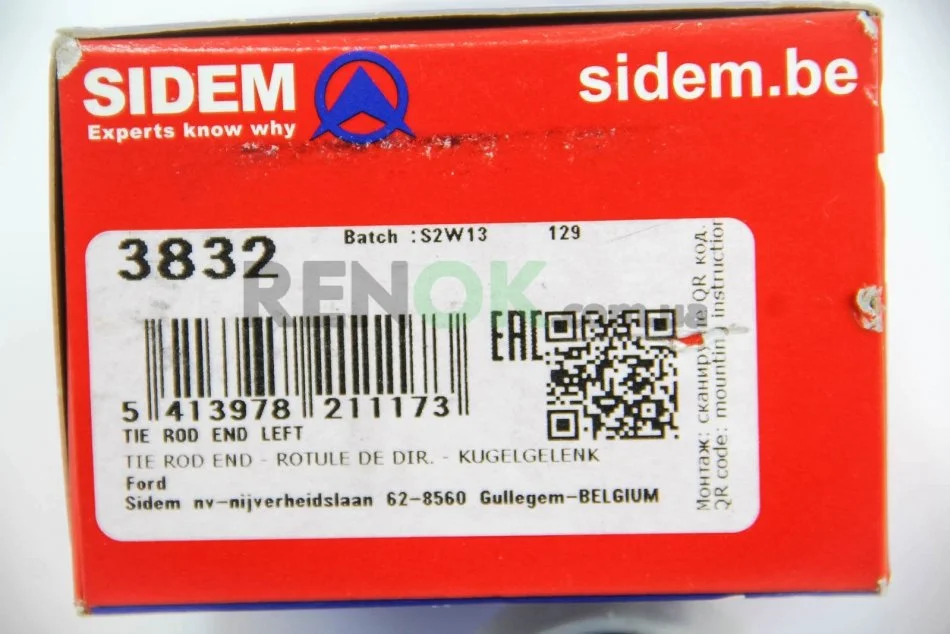 SIDEM
Experts know why
sidem.be
3832
Batch :S2W13 129
RENOK.com.ua
EAC
5 413978 211173
TIE ROD END LEFT
TIE ROD END - ROTULE DE DIR. - KUGELGELENK
Ford
Sidem nv-nijverheidslaan 62-8560 Gullegem-BELGIUM
Монтаж: сканируйте QR код.
QR code: mounting instruction